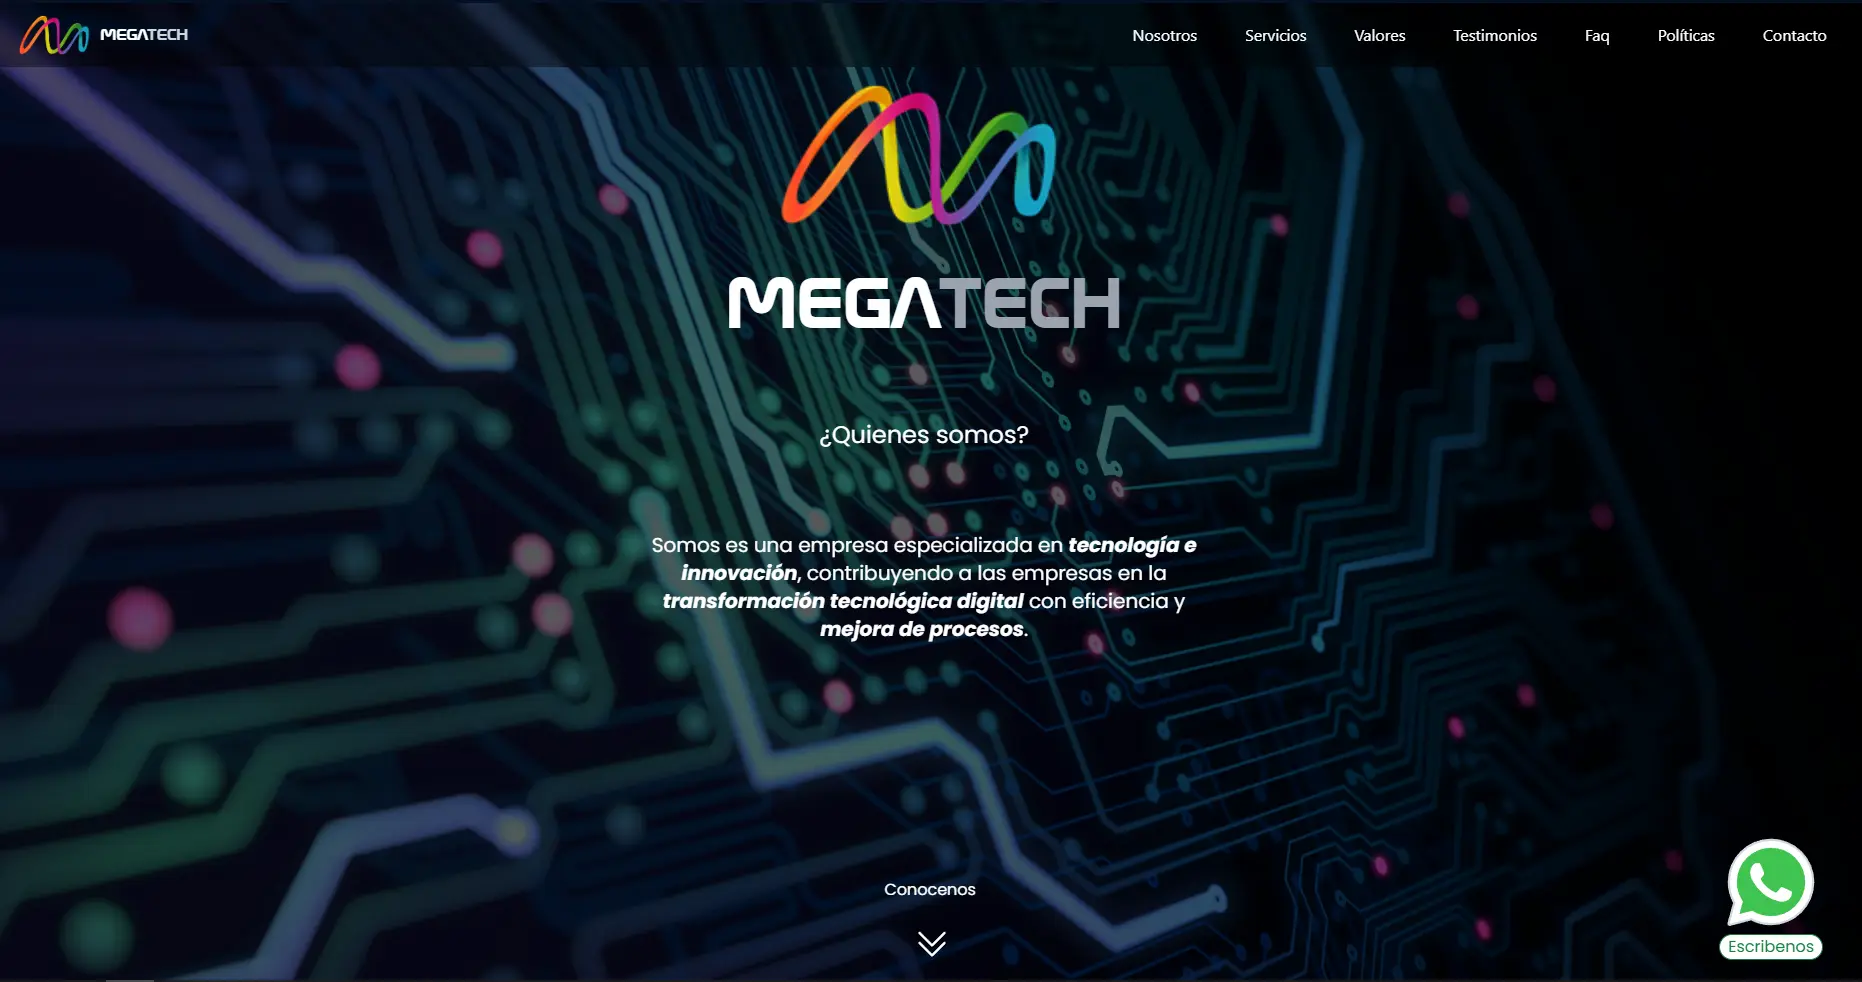 MEGATECH
Nosotros
Servicios
Valores
Testimonios
Faq
Políticas
Contacto
MEGATECH
¿Quienes somos?
Somos es una empresa especializada en tecnología e
innovación, contribuyendo a las empresas en la
transformación tecnológica digital con eficiencia y
mejora de procesos.
Conocenos
Escribenos